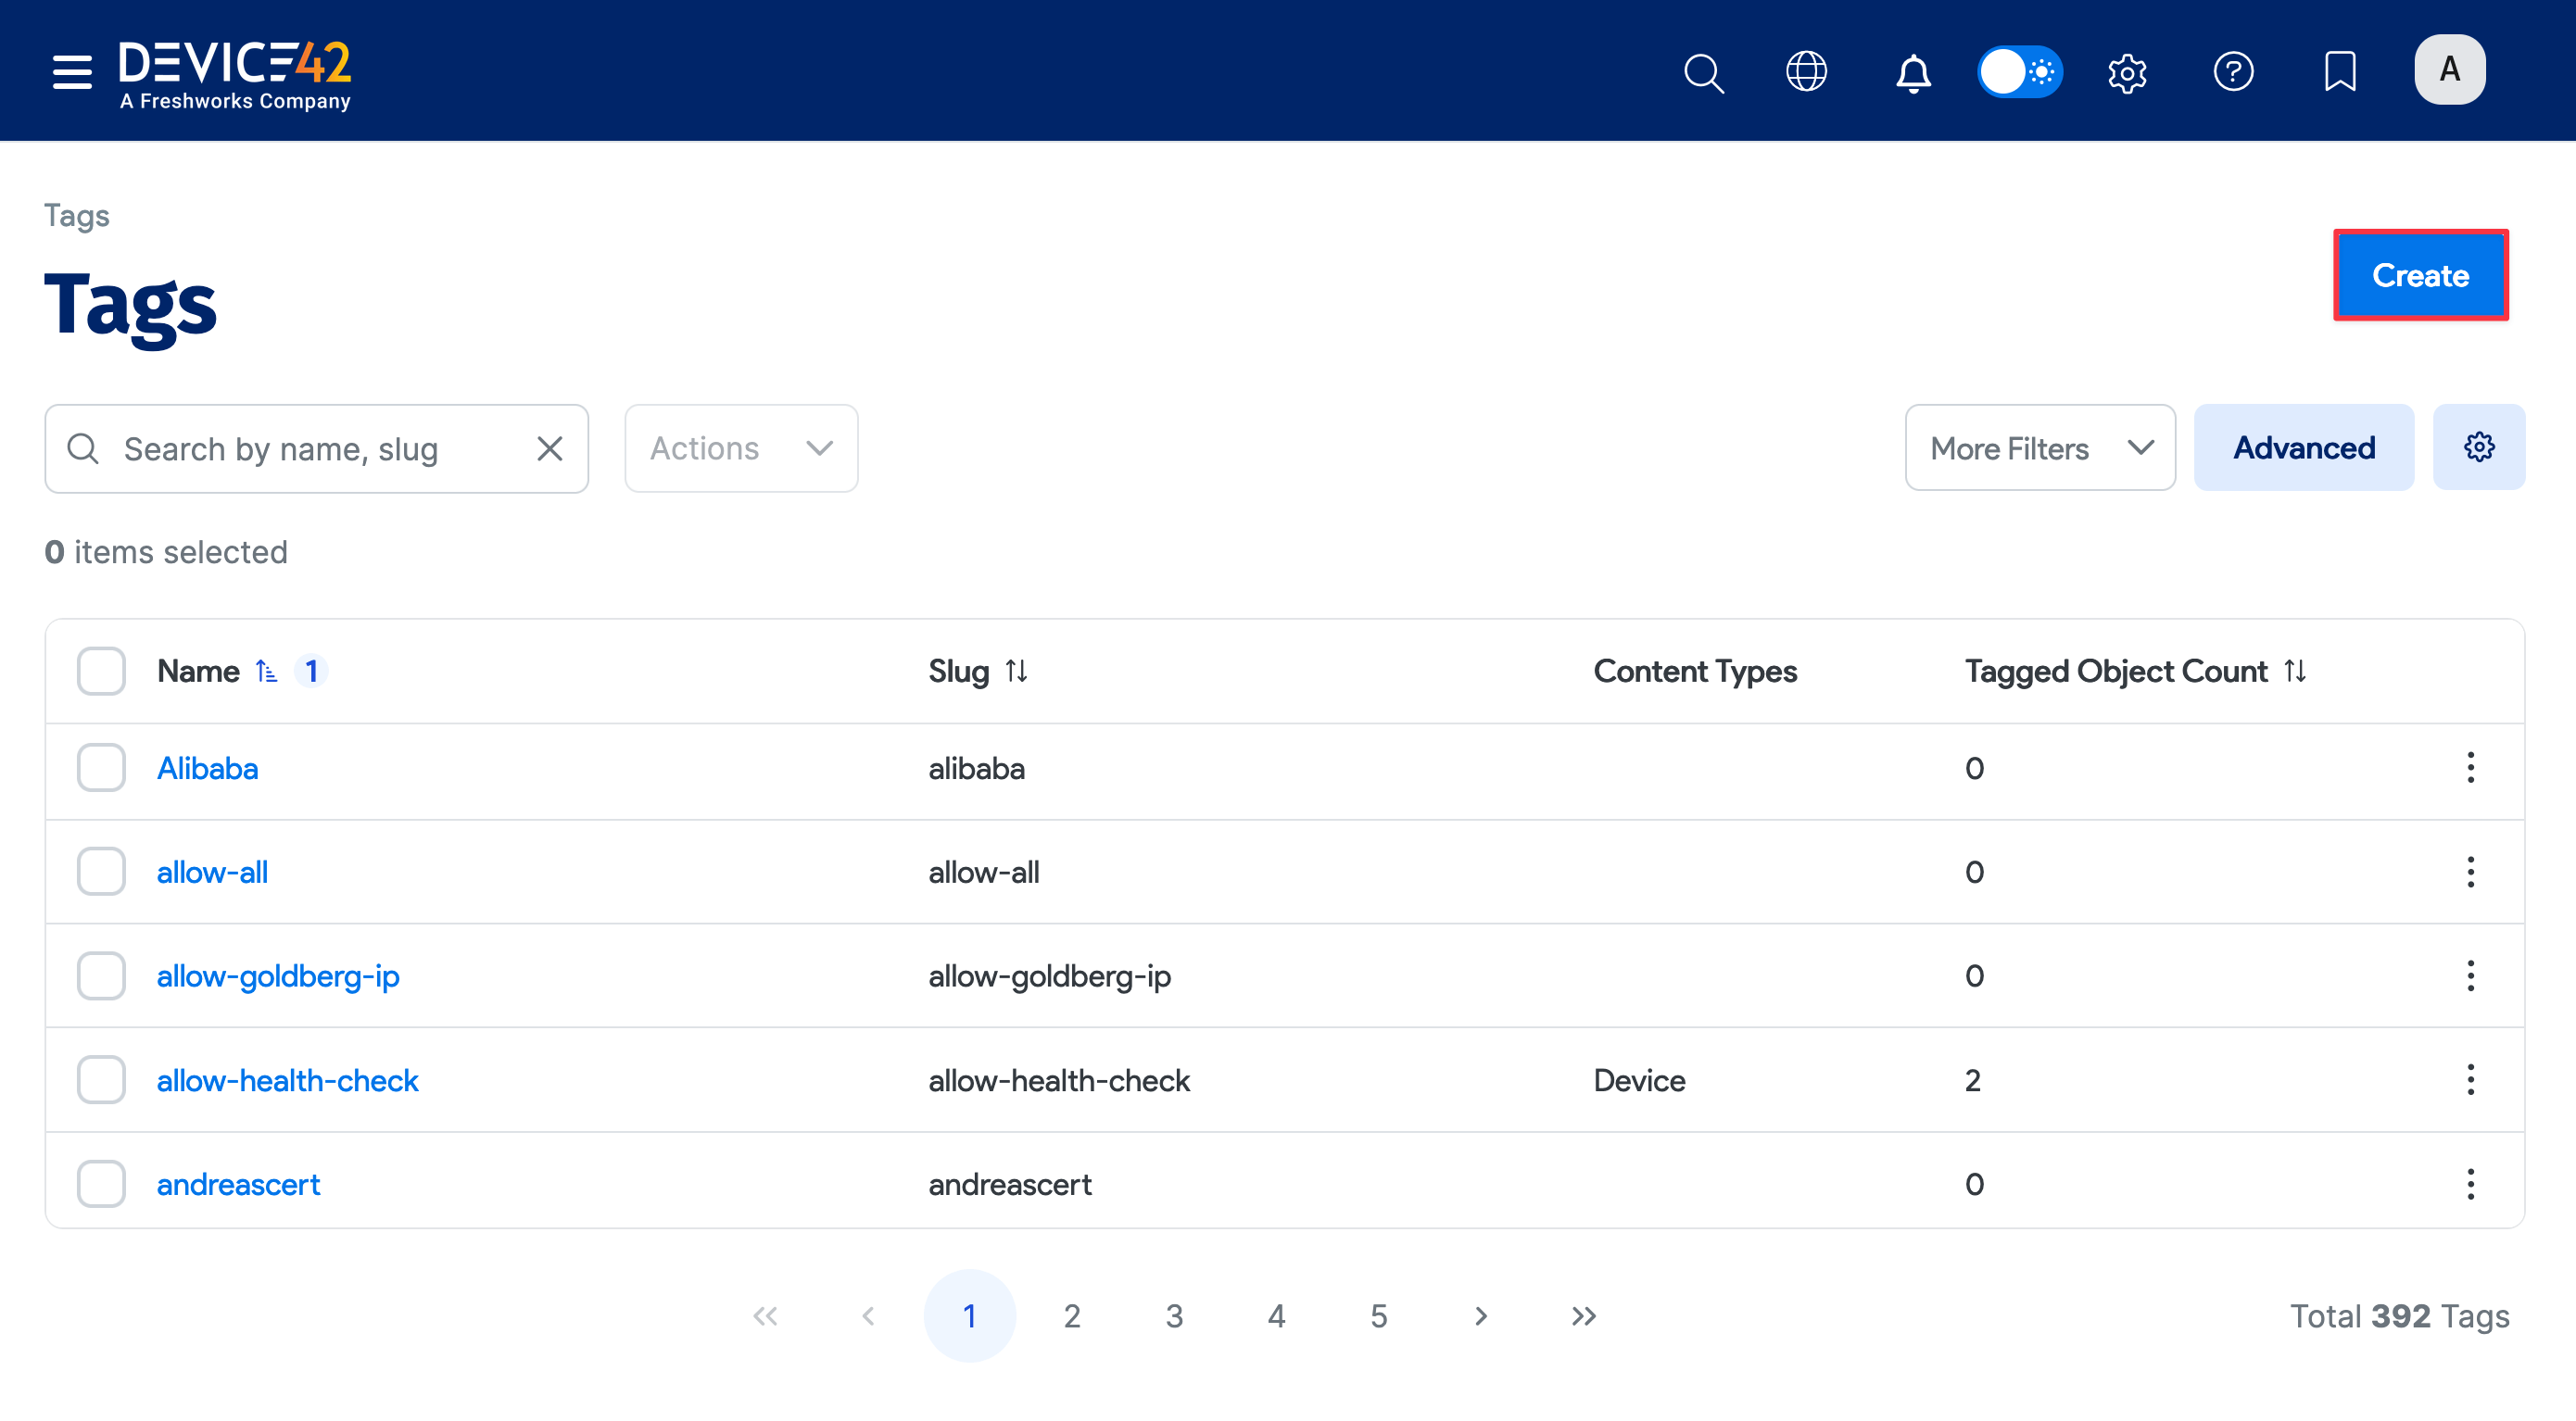 DEVICE42
A Freshworks Company
A
Tags
Tags
Create
Search by name, slug
Actions
More Filters
Advanced
0 items selected
Name 1 Slug Content Types Tagged Object Count
Alibaba alibaba 0
allow-all allow-all 0
allow-goldberg-ip allow-goldberg-ip 0
allow-health-check allow-health-check Device 2
andreascert andreascert 0
1 2 3 4 5
Total 392 Tags